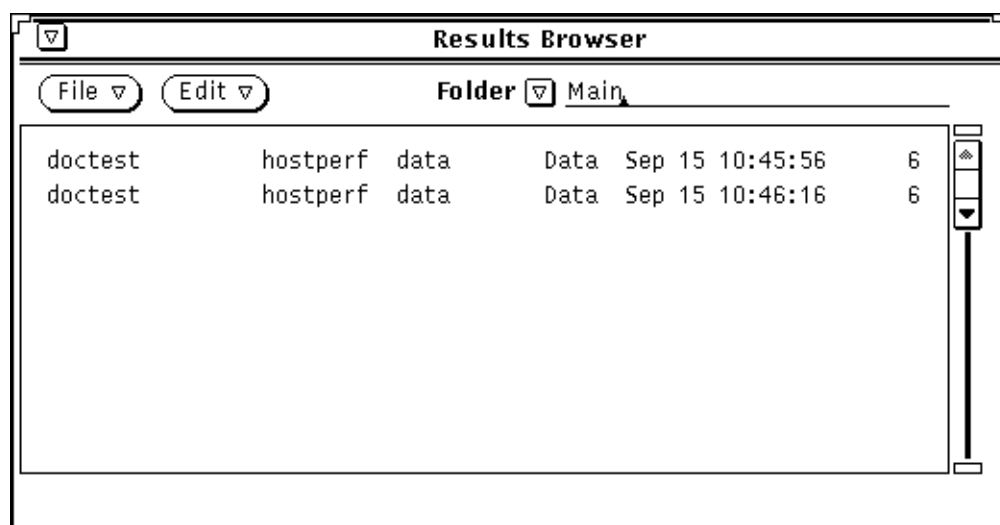 Results Browser
File Edit Folder Main
doctest hostperf data Data Sep 15 10:45:56 6
doctest hostperf data Data Sep 15 10:46:16 6